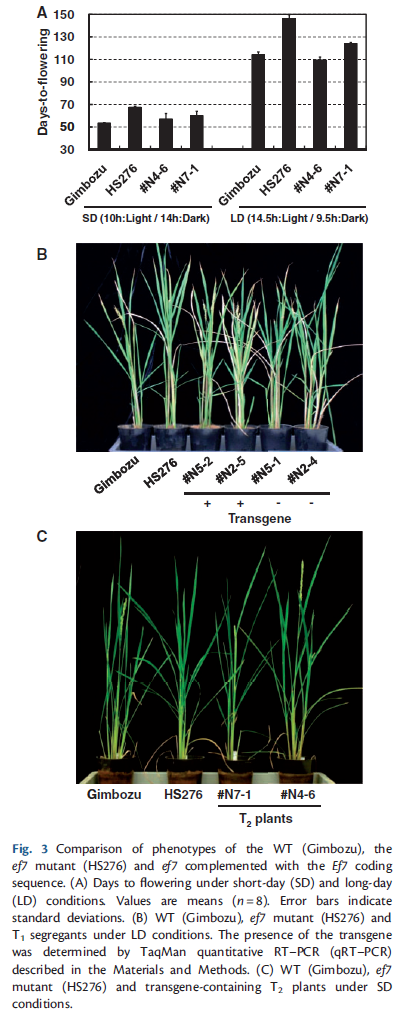 A
Days-to-flowering
150
130
110
90
70
50
30
Gimbozu
HS276
#N4-6
#N7-1
Gimbozu
HS276
#N4-6
#N7-1
SD (10h:Light / 14h:Dark)
LD (14.5h:Light / 9.5h:Dark)
B
Gimbozu
HS276
#N5-2
#N2-5
#N5-1
#N2-4
+ + - -
Transgene
C
Gimbozu HS276 #N7-1 #N4-6
T2 plants
Fig. 3 Comparison of phenotypes of the WT (Gimbozu), the
ef7 mutant (HS276) and ef7 complemented with the Ef7 coding
sequence. (A) Days to flowering under short-day (SD) and long-day
(LD) conditions. Values are means (n = 8). Error bars indicate
standard deviations. (B) WT (Gimbozu), ef7 mutant (HS276) and
T1 segregants under LD conditions. The presence of the transgene
was determined by TaqMan quantitative RT–PCR (qRT–PCR)
described in the Materials and Methods. (C) WT (Gimbozu), ef7
mutant (HS276) and transgene-containing T2 plants under SD
conditions.